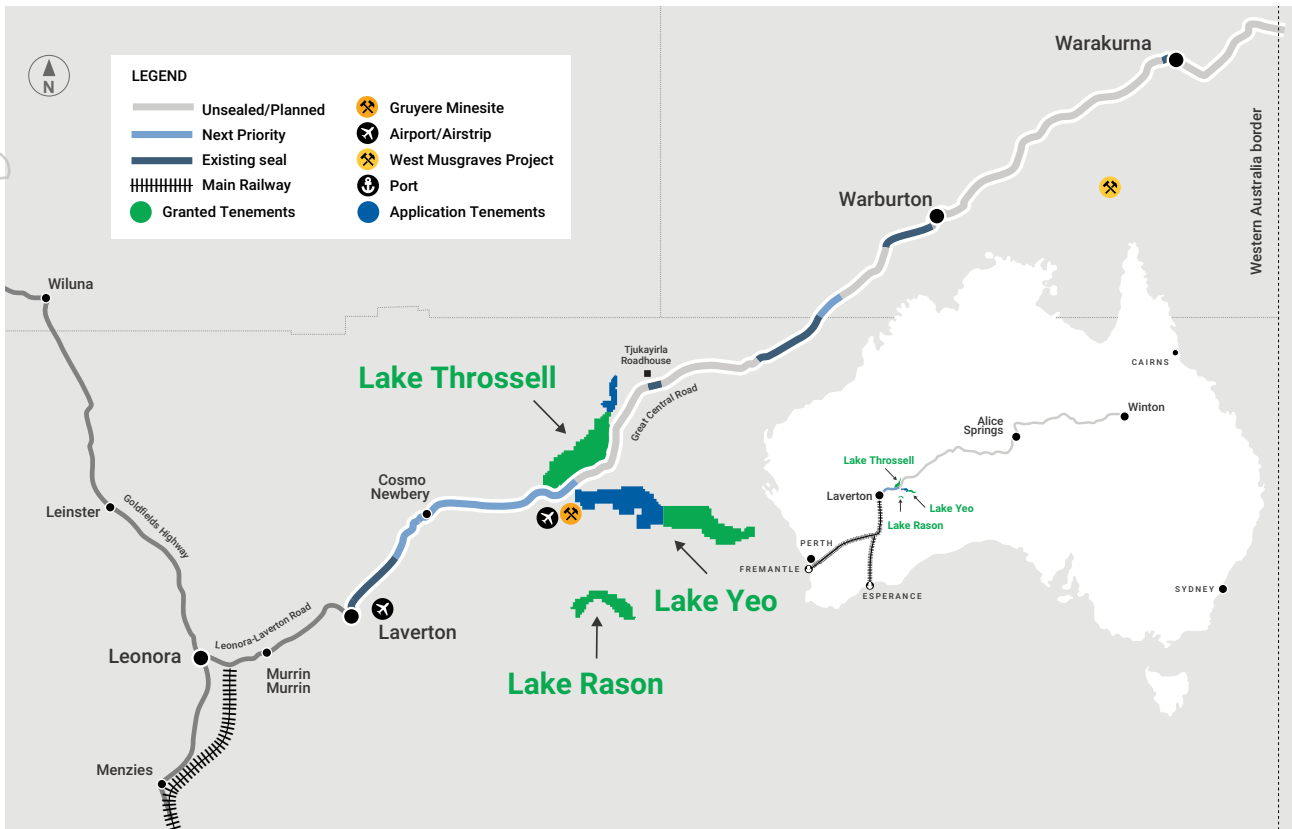 N
LEGEND
Unsealed/Planned
Next Priority
Existing seal
Main Railway
Granted Tenements
Gruyere Minesite
Airport/Airstrip
West Musgraves Project
Port
Application Tenements
Warakurna
Western Australia border
Warburton
Wiluna
Tjukayirla
Roadhouse
Great Central Road
Lake Throssell
Cosmo
Newbery
Leinster
Goldfields Highway
Lake Yeo
Laverton
Leonora-Laverton Road
Leonora
Murrin
Murrin
Lake Rason
Menzies
CAIRNS
Winton
Alice
Springs
Lake Throssell
Laverton
Lake Yeo
Lake Rason
PERTH
FREMANTLE
ESPERANCE
SYDNEY